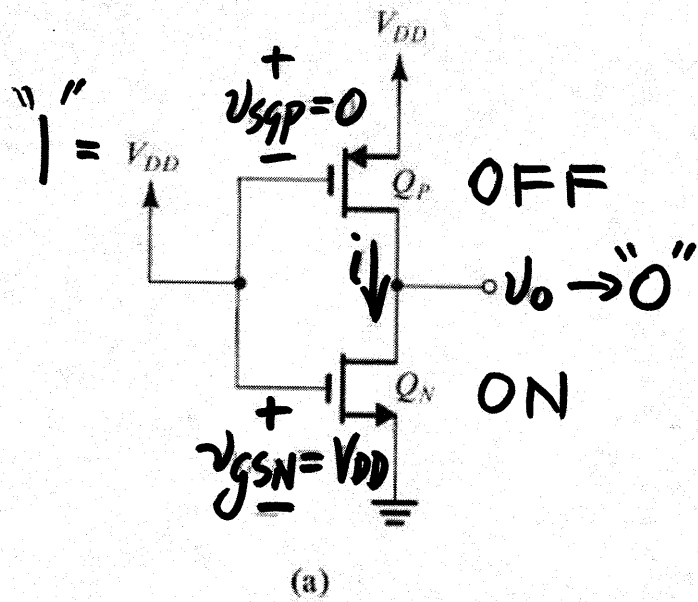 V_DD
+
"1" =
v_SGP = 0
−
V_DD
Q_P
OFF
i
v_o → "0"
Q_N
ON
+
v_GSN = V_DD
−
(a)